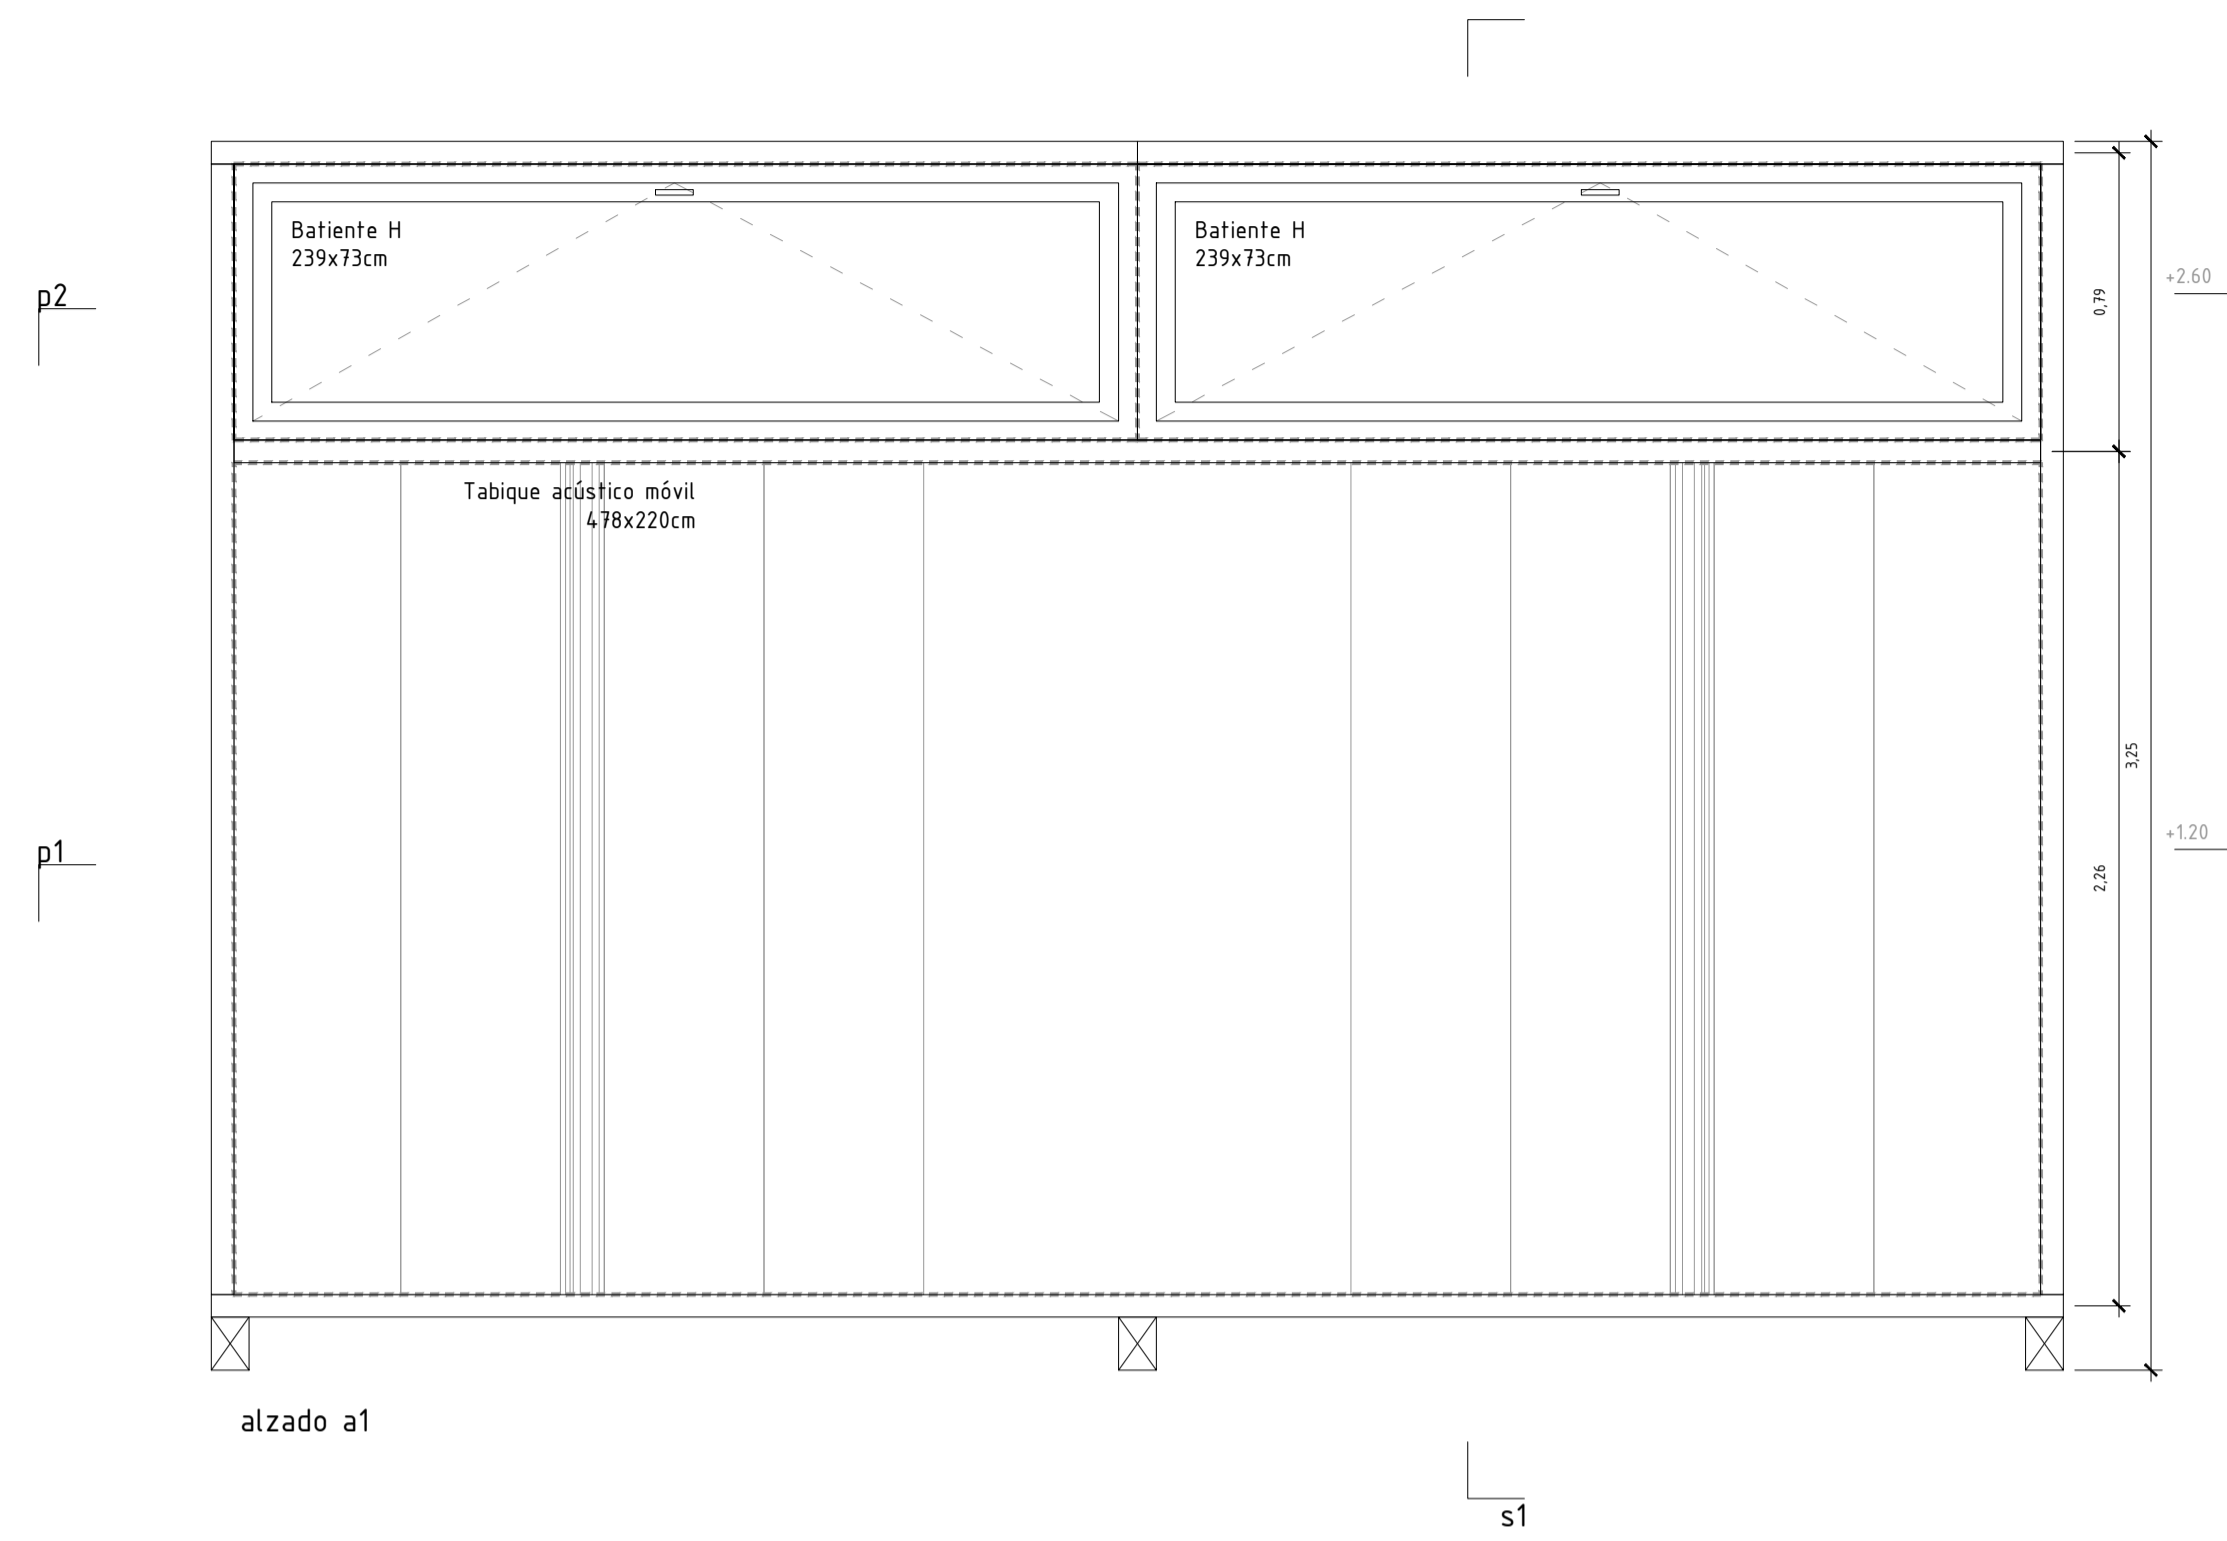 Batiente H
239x73cm
Batiente H
239x73cm
p2
+2.60
0,79
Tabique acústico móvil
478x220cm
3,25
p1
+1.20
2,26
alzado a1
s1